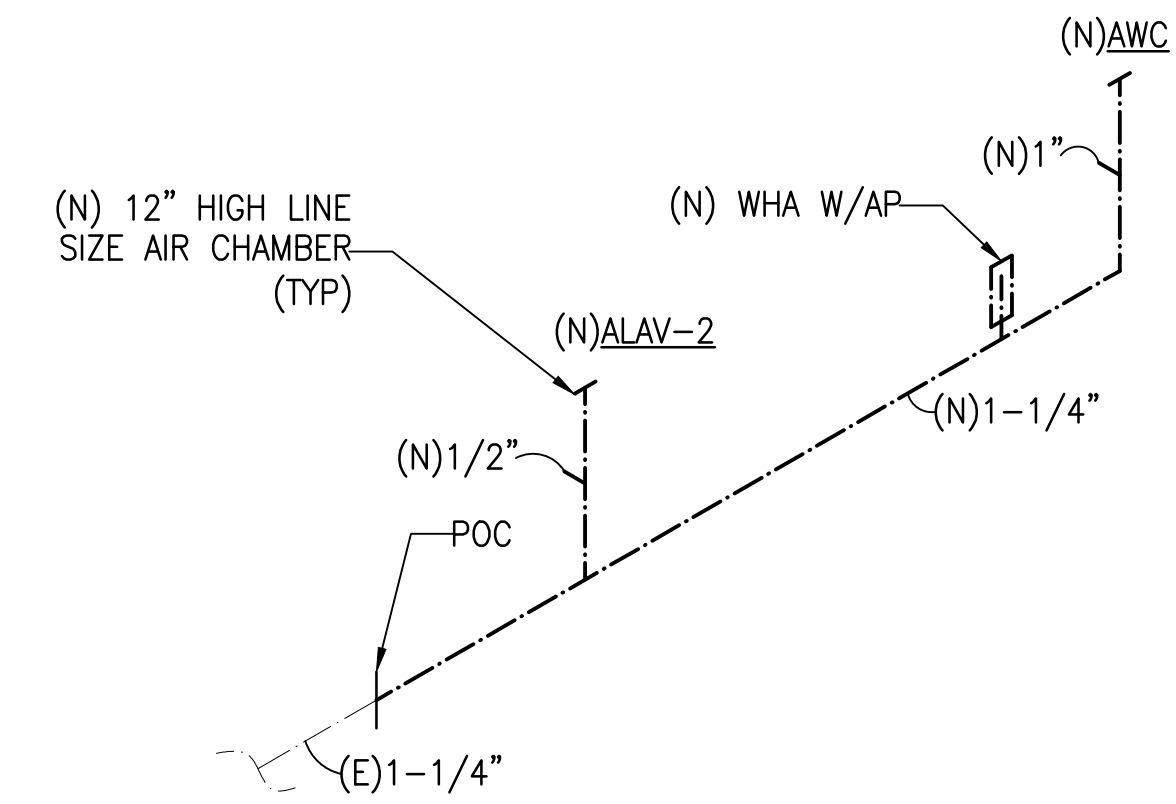 (N)AWC
(N)1”
(N) 12” HIGH LINE
SIZE AIR CHAMBER
(TYP)
(N) WHA W/AP
(N)ALAV-2
(N)1-1/4”
(N)1/2”
POC
(E)1-1/4”